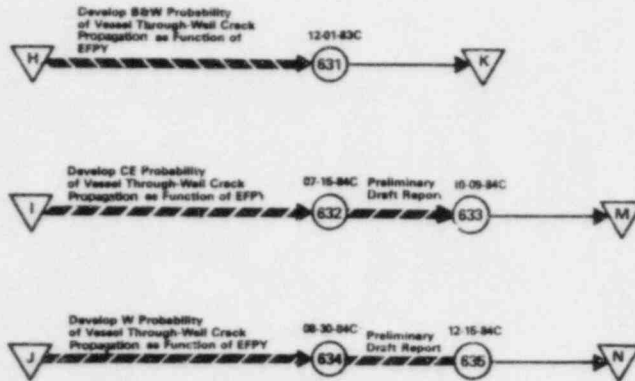 Develop B&W Probability
of Vessel Through-Wall Crack
Propagation as Function of
EFPY
12-01-83C
H
631
K
Develop CE Probability
of Vessel Through-Wall Crack
Propagation as Function of EFPY
07-15-84C
Preliminary
Draft Report
10-09-84C
I
632
633
M
Develop W Probability
of Vessel Through-Wall Crack
Propagation as Function of EFPY
08-30-84C
Preliminary
Draft Report
12-15-84C
J
634
635
N